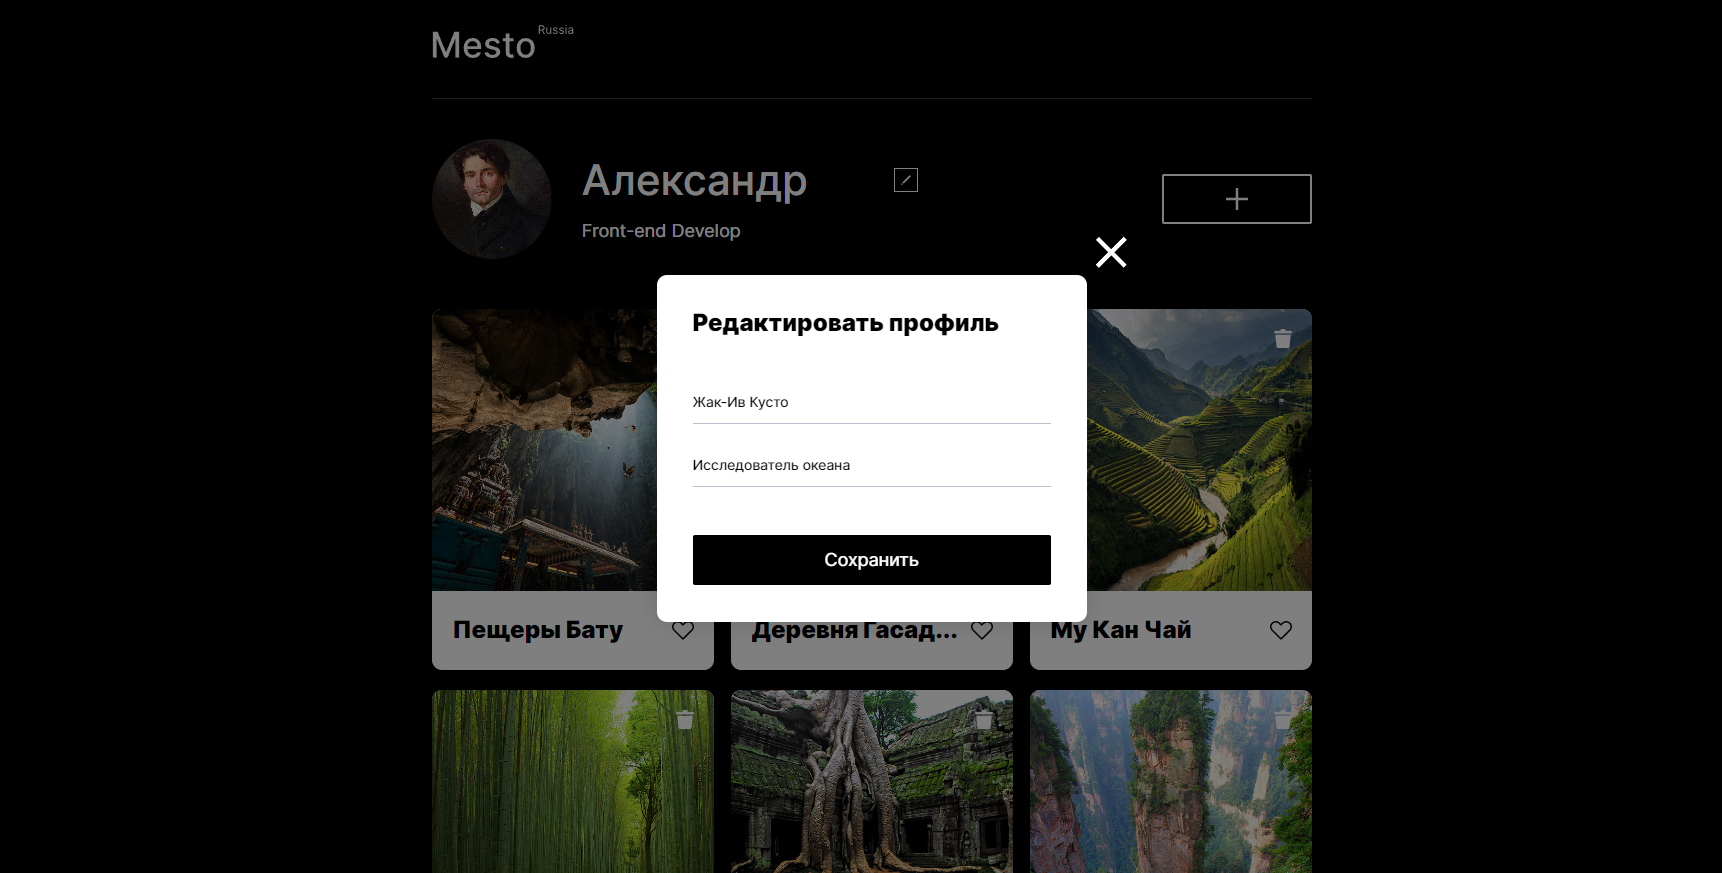 Mesto Russia
Александр
Front-end Develop
Редактировать профиль
Жак-Ив Кусто
Исследователь океана
Сохранить
Пещеры Бату
Деревня Гасад...
Му Кан Чай